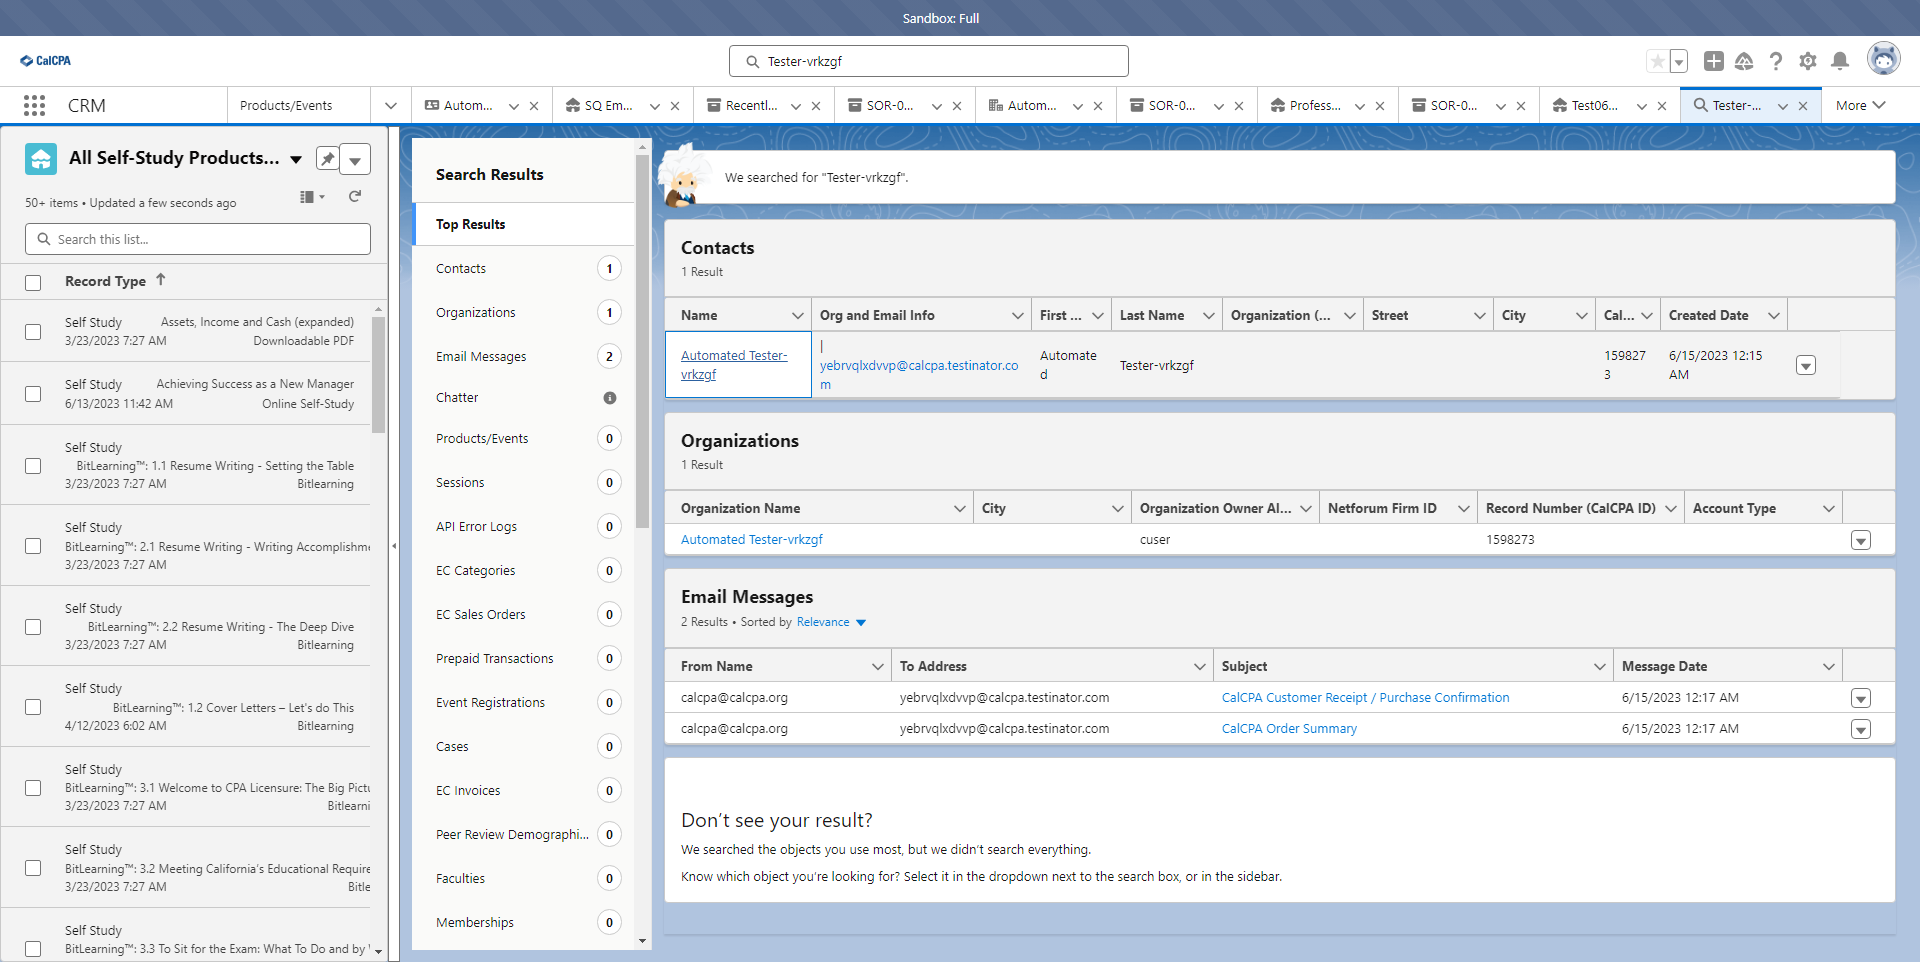 Sandbox: Full
CalCPA
Tester-vrkzgf
CRM
Products/Events
Autom...
SQ Em...
Recentl...
SOR-0...
Autom...
SOR-0...
Profess...
SOR-0...
Test06...
Tester-...
More
All Self-Study Products...
50+ items • Updated a few seconds ago
Search this list...
Record Type
Self Study
Assets, Income and Cash (expanded)
3/23/2023 7:27 AM
Downloadable PDF
Self Study
Achieving Success as a New Manager
6/13/2023 11:42 AM
Online Self-Study
Self Study
BitLearning™: 1.1 Resume Writing - Setting the Table
3/23/2023 7:27 AM
Bitlearning
Self Study
BitLearning™: 2.1 Resume Writing - Writing Accomplishme
3/23/2023 7:27 AM
Self Study
BitLearning™: 2.2 Resume Writing - The Deep Dive
3/23/2023 7:27 AM
Bitlearning
Self Study
BitLearning™: 1.2 Cover Letters – Let's do This
4/12/2023 6:02 AM
Bitlearning
Self Study
BitLearning™: 3.1 Welcome to CPA Licensure: The Big Pictu
3/23/2023 7:27 AM
Bitlearni
Self Study
BitLearning™: 3.2 Meeting California's Educational Require
3/23/2023 7:27 AM
Bitle
Self Study
BitLearning™: 3.3 To Sit for the Exam: What To Do and by
Search Results
Top Results
Contacts
1
Organizations
1
Email Messages
2
Chatter
Products/Events
0
Sessions
0
API Error Logs
0
EC Categories
0
EC Sales Orders
0
Prepaid Transactions
0
Event Registrations
0
Cases
0
EC Invoices
0
Peer Review Demographi...
0
Faculties
0
Memberships
0
We searched for "Tester-vrkzgf".
Contacts
1 Result
Name
Org and Email Info
First ...
Last Name
Organization (...
Street
City
Cal...
Created Date
Automated Tester-
vrkzgf
|
yebrvqlxdvvp@calcpa.testinator.co
m
Automate
d
Tester-vrkzgf
159827
3
6/15/2023 12:15
AM
Organizations
1 Result
Organization Name
City
Organization Owner Al...
Netforum Firm ID
Record Number (CalCPA ID)
Account Type
Automated Tester-vrkzgf
cuser
1598273
Email Messages
2 Results • Sorted by Relevance
From Name
To Address
Subject
Message Date
calcpa@calcpa.org
yebrvqlxdvvp@calcpa.testinator.com
CalCPA Customer Receipt / Purchase Confirmation
6/15/2023 12:17 AM
calcpa@calcpa.org
yebrvqlxdvvp@calcpa.testinator.com
CalCPA Order Summary
6/15/2023 12:17 AM
Don't see your result?
We searched the objects you use most, but we didn't search everything.
Know which object you're looking for? Select it in the dropdown next to the search box, or in the sidebar.